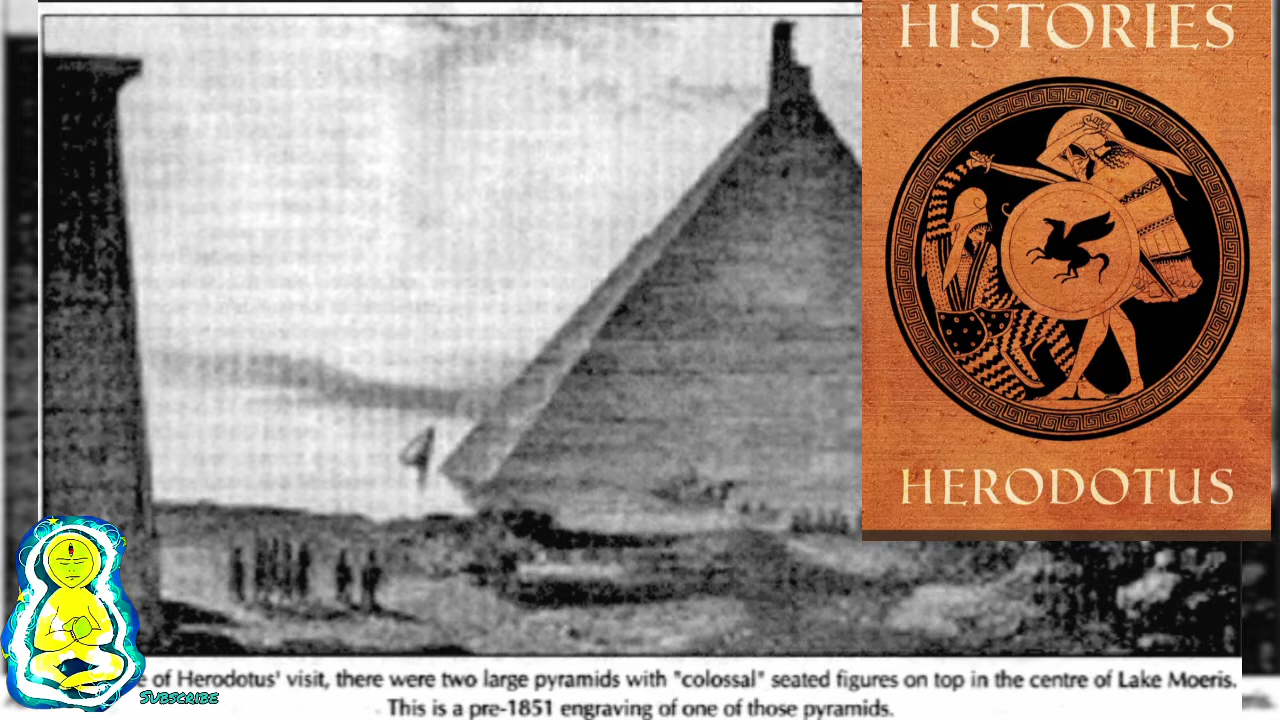 HISTORIES
HERODOTUS
of Herodotus' visit, there were two large pyramids with "colossal" seated figures on top in the centre of Lake Moeris.
This is a pre-1851 engraving of one of those pyramids.
SUBSCRIBE